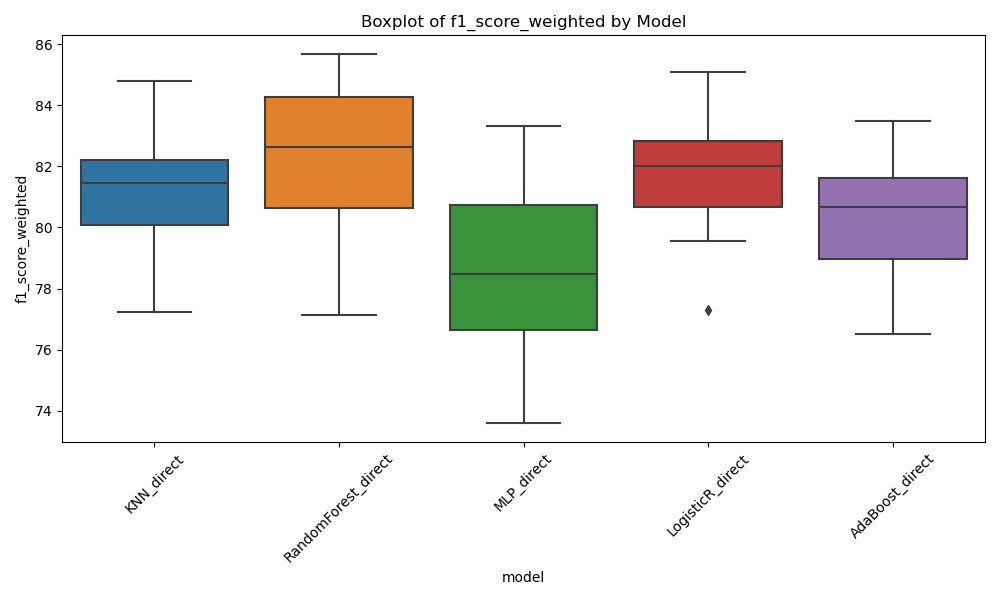 Boxplot of f1_score_weighted by Model
f1_score_weighted
86
84
82
80
78
76
74
KNN_direct
RandomForest_direct
MLP_direct
LogisticR_direct
AdaBoost_direct
model